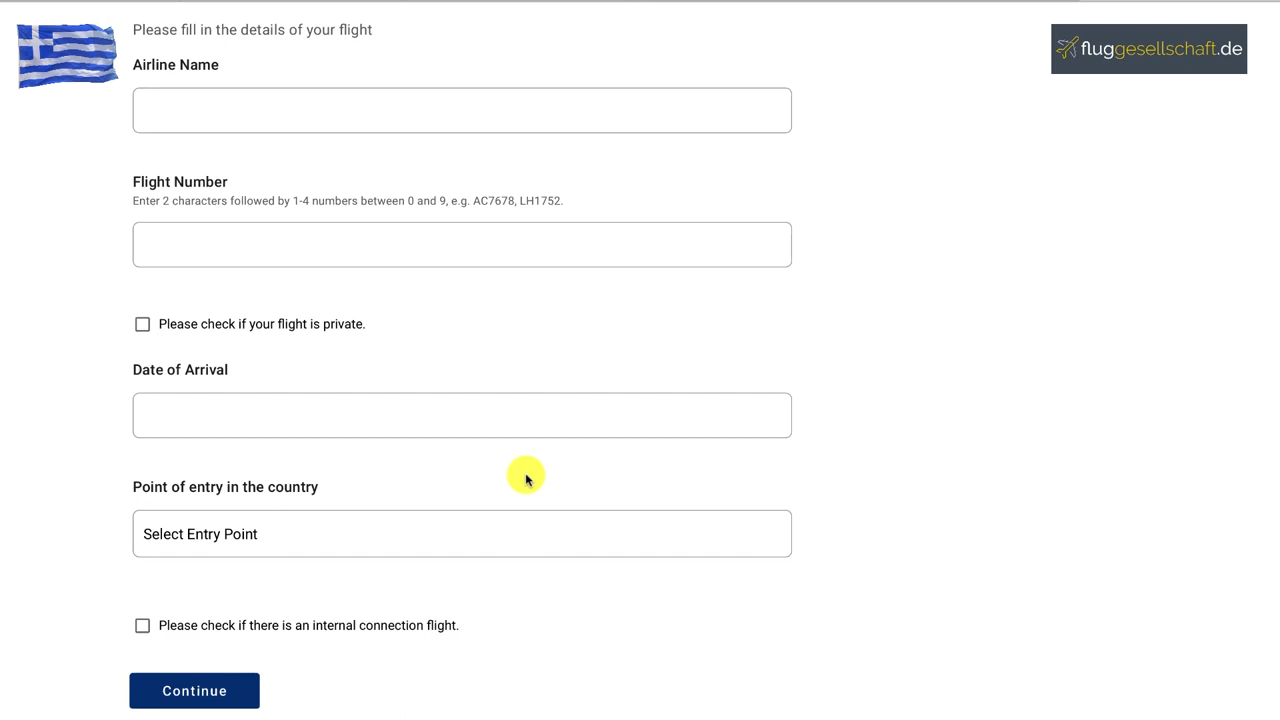 Please fill in the details of your flight
fluggesellschaft.de
Airline Name
Flight Number
Enter 2 characters followed by 1-4 numbers between 0 and 9, e.g. AC7678, LH1752.
Please check if your flight is private.
Date of Arrival
Point of entry in the country
Select Entry Point
Please check if there is an internal connection flight.
Continue